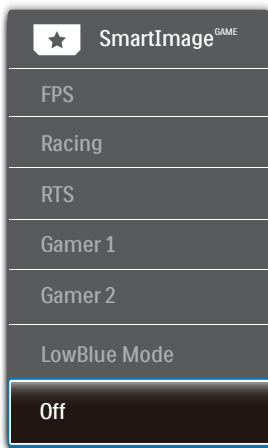 SmartImage GAME
FPS
Racing
RTS
Gamer 1
Gamer 2
LowBlue Mode
Off